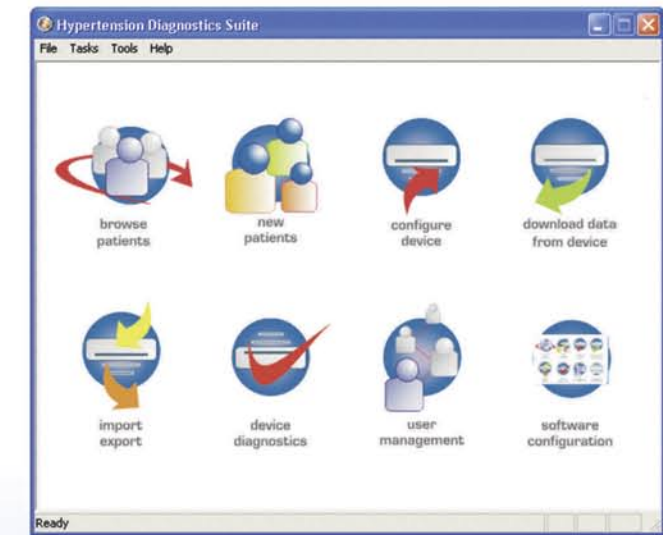 Hypertension Diagnostics Suite
File Tasks Tools Help
browse
patients
new
patients
configure
device
download data
from device
import
export
device
diagnostics
user
management
software
configuration
Ready